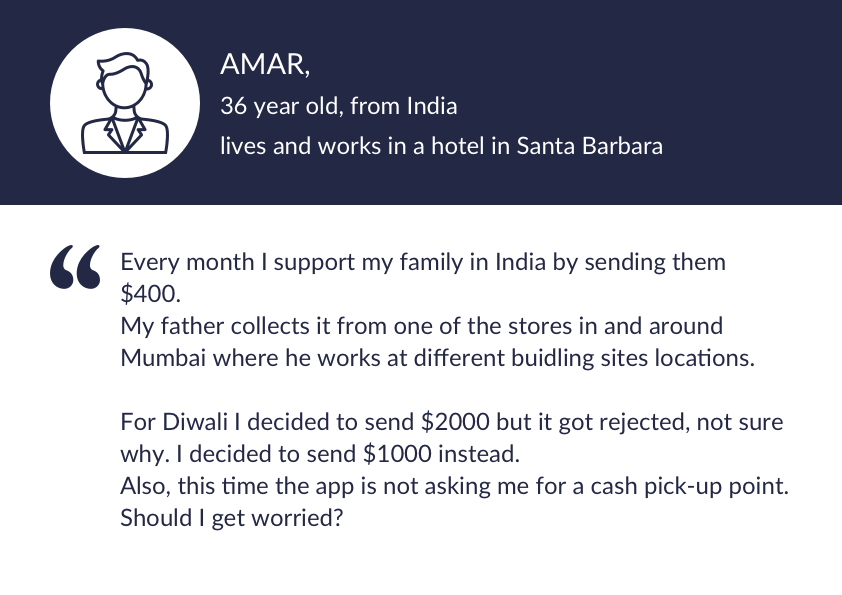 AMAR,
36 year old, from India
lives and works in a hotel in Santa Barbara
“
Every month I support my family in India by sending them
$400.
My father collects it from one of the stores in and around
Mumbai where he works at different buidling sites locations.
For Diwali I decided to send $2000 but it got rejected, not sure
why. I decided to send $1000 instead.
Also, this time the app is not asking me for a cash pick-up point.
Should I get worried?